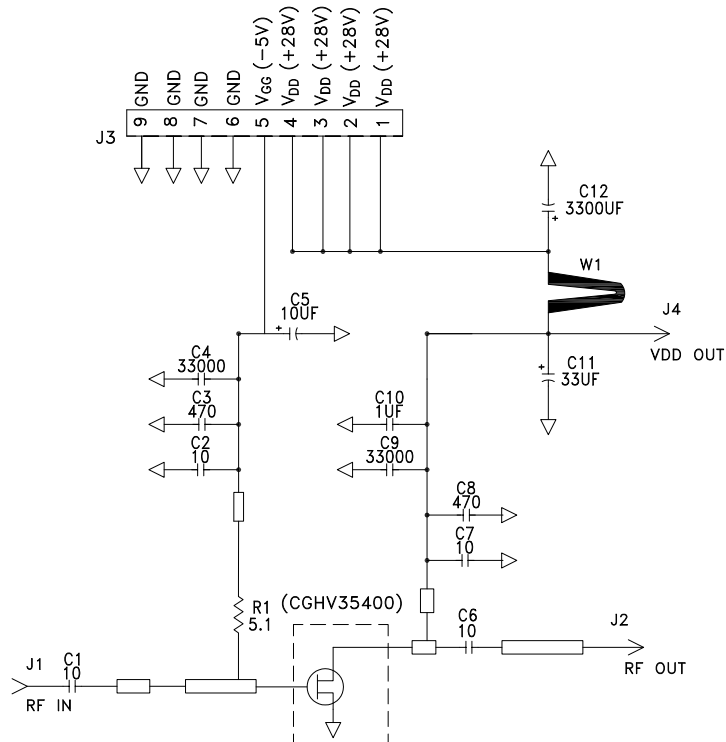 GND
GND
GND
GND
VGG (-5V)
VDD (+28V)
VDD (+28V)
VDD (+28V)
VDD (+28V)
9
8
7
6
5
4
3
2
1
J3
C12
3300UF
+
W1
J4
VDD OUT
C5
10UF
+
C11
33UF
+
C4
33000
C3
470
C2
10
C10
1UF
C9
33000
C8
470
C7
10
R1
5.1
(CGHV35400)
C6
10
J2
RF OUT
J1
C1
10
RF IN